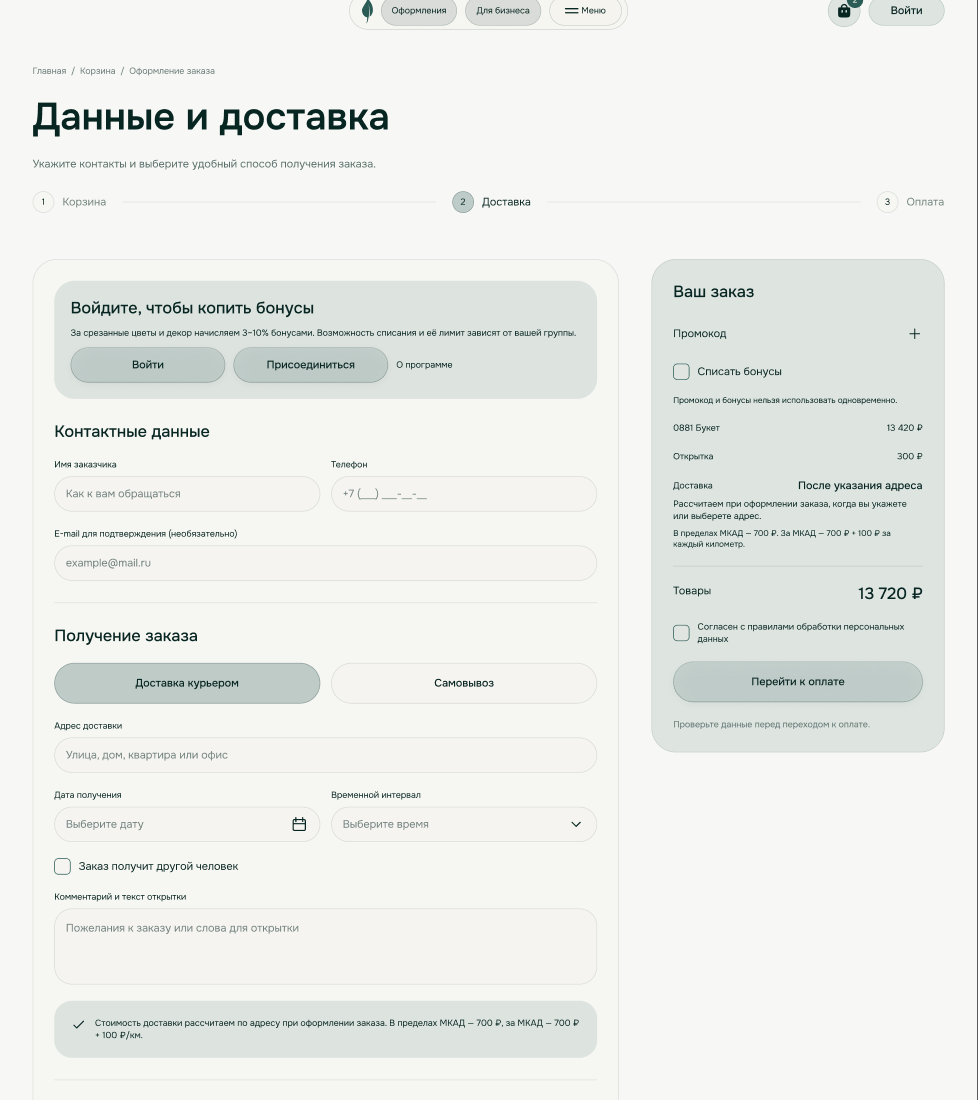 Оформления
Для бизнеса
Меню
2
Войти
Главная / Корзина / Оформление заказа
Данные и доставка
Укажите контакты и выберите удобный способ получения заказа.
1 Корзина
2 Доставка
3 Оплата
Войдите, чтобы копить бонусы
За срезанные цветы и декор начисляем 3–10% бонусами. Возможность списания и её лимит зависят от вашей группы.
Войти
Присоединиться
О программе
Контактные данные
Имя заказчика
Телефон
Как к вам обращаться
+7 (___) ___-__-__
E-mail для подтверждения (необязательно)
example@mail.ru
Получение заказа
Доставка курьером
Самовывоз
Адрес доставки
Улица, дом, квартира или офис
Дата получения
Временной интервал
Выберите дату
Выберите время
Заказ получит другой человек
Комментарий и текст открытки
Пожелания к заказу или слова для открытки
Стоимость доставки рассчитаем по адресу при оформлении заказа. В пределах МКАД — 700 ₽, за МКАД — 700 ₽
+ 100 ₽/км.
Ваш заказ
Промокод
Списать бонусы
Промокод и бонусы нельзя использовать одновременно.
0881 Букет 13 420 ₽
Открытка 300 ₽
Доставка После указания адреса
Рассчитаем при оформлении заказа, когда вы укажете
или выберете адрес.
В пределах МКАД — 700 ₽. За МКАД — 700 ₽ + 100 ₽ за
каждый километр.
Товары 13 720 ₽
Согласен с правилами обработки персональных
данных
Перейти к оплате
Проверьте данные перед переходом к оплате.